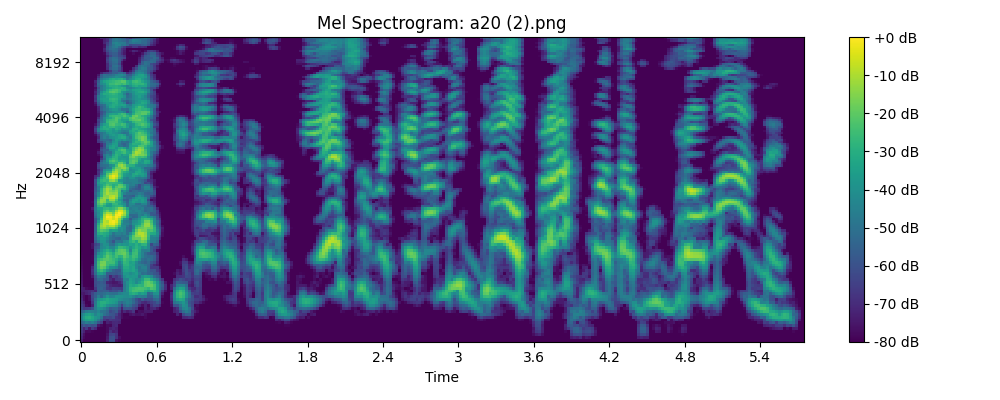 Mel Spectrogram: a20 (2).png
+0 dB
8192
-10 dB
4096
-20 dB
-30 dB
Hz
2048
-40 dB
1024
-50 dB
-60 dB
512
-70 dB
0
-80 dB
0 0.6 1.2 1.8 2.4 3 3.6 4.2 4.8 5.4
Time